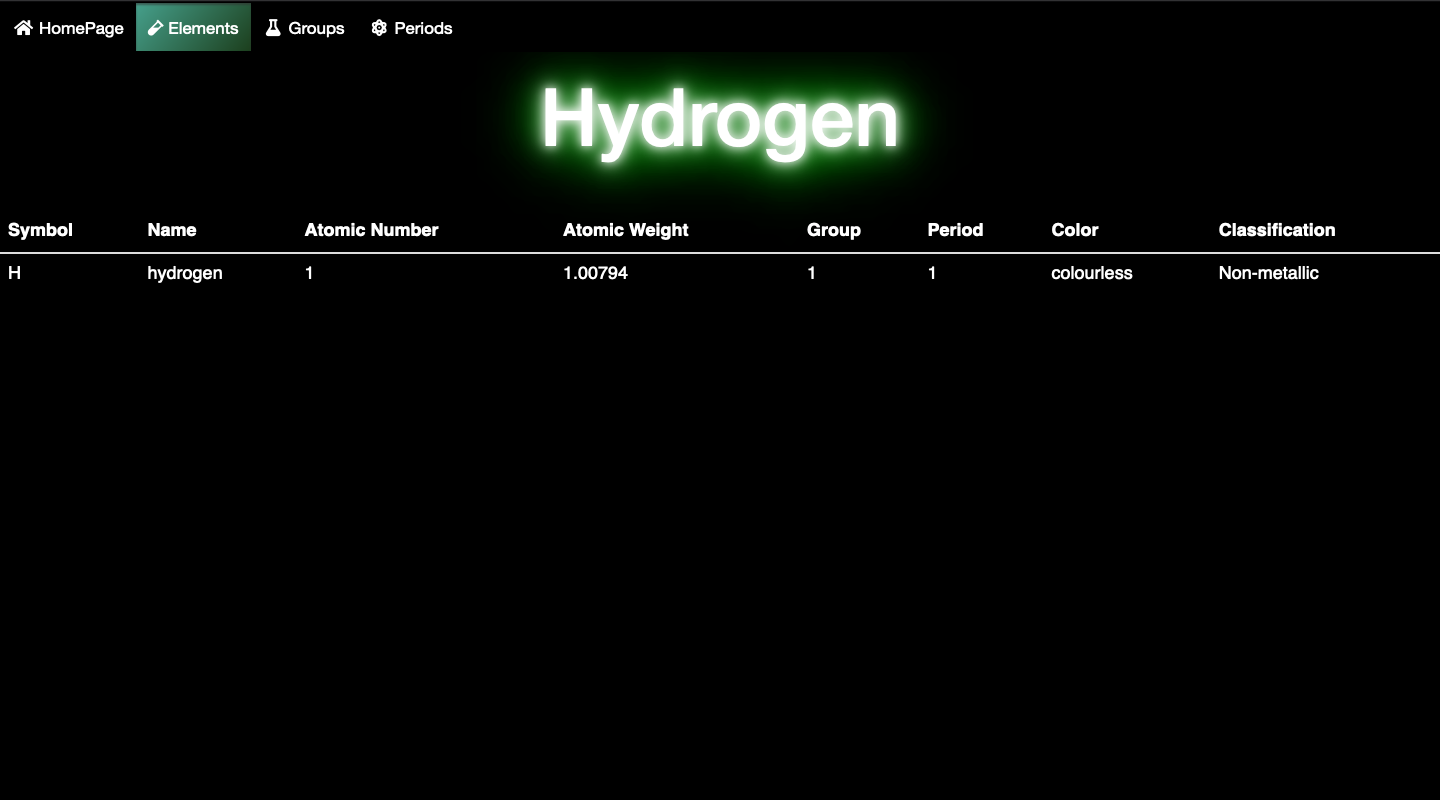 HomePage Elements Groups Periods
Hydrogen
Symbol Name Atomic Number Atomic Weight Group Period Color Classification
H hydrogen 1 1.00794 1 1 colourless Non-metallic